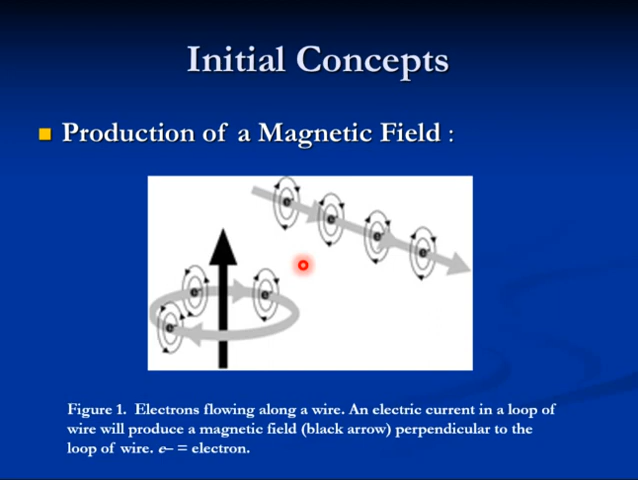 Initial Concepts
Production of a Magnetic Field :
e
e
e
e
e
e
e
Figure 1. Electrons flowing along a wire. An electric current in a loop of
wire will produce a magnetic field (black arrow) perpendicular to the
loop of wire. e– = electron.